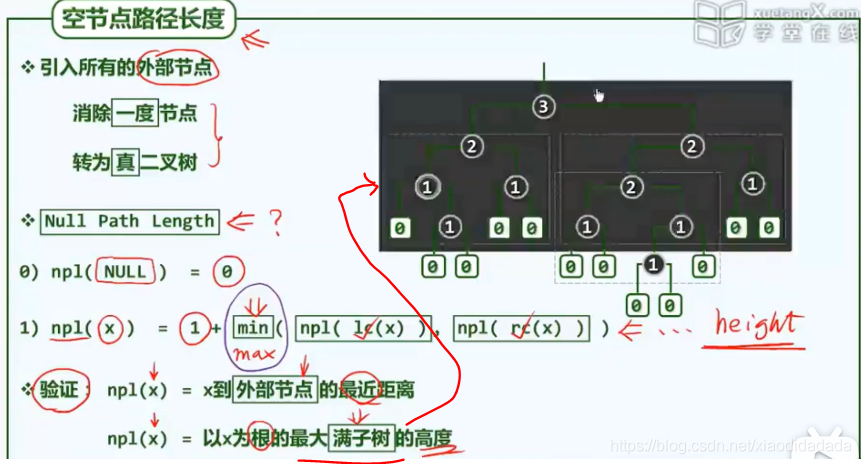 空节点路径长度
xuetangX.com
学堂在线
❖ 引入所有的外部节点
消除一度节点
转为真二叉树
❖ Null Path Length ?
0) npl( NULL ) = 0
1) npl( x ) = 1 + min( npl( lc(x) ), npl( rc(x) ) ) ... height
max
❖ 验证: npl(x) = x到外部节点的最近距离
npl(x) = 以x为根的最大满子树的高度
3
2 2
1 1 2 1
0 1 0 0 1 1 0 0
0 0 0 0 1 0
0 0
https://blog.csdn.net/xiaodidadada